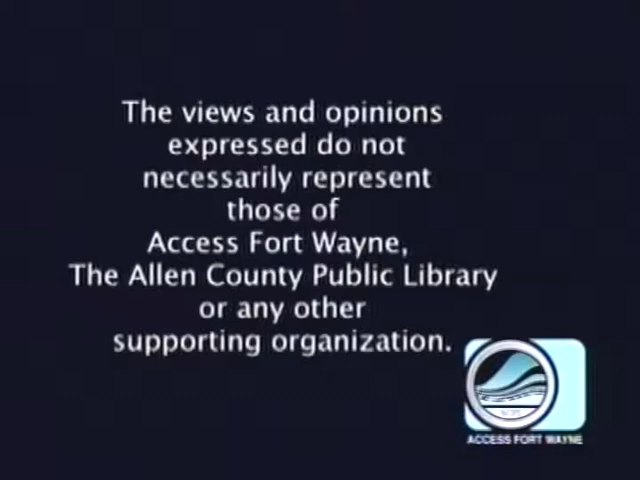 The views and opinions
expressed do not
necessarily represent
those of
Access Fort Wayne,
The Allen County Public Library
or any other
supporting organization.
ACCESS FORT WAYNE